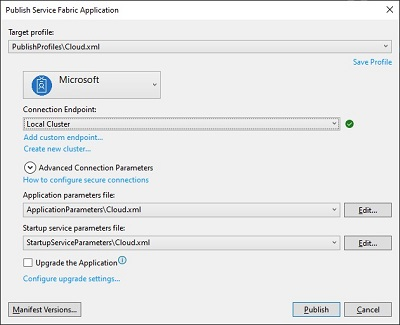 Publish Service Fabric Application
Target profile:
PublishProfiles\Cloud.xml
Save Profile
Microsoft
Connection Endpoint:
Local Cluster
Add custom endpoint...
Create new cluster...
Advanced Connection Parameters
How to configure secure connections
Application parameters file:
ApplicationParameters\Cloud.xml
Edit...
Startup service parameters file:
StartupServiceParameters\Cloud.xml
Edit...
Upgrade the Application
Configure upgrade settings...
Manifest Versions...
Publish
Cancel